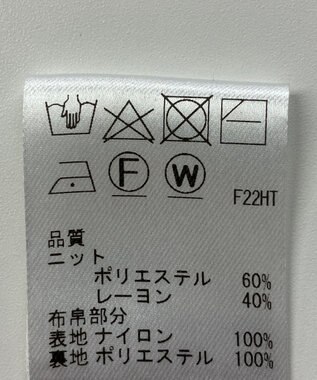 F W F22HT
品質
ニット
ポリエステル 60%
レーヨン 40%
布帛部分
表地 ナイロン 100%
裏地 ポリエステル 100%